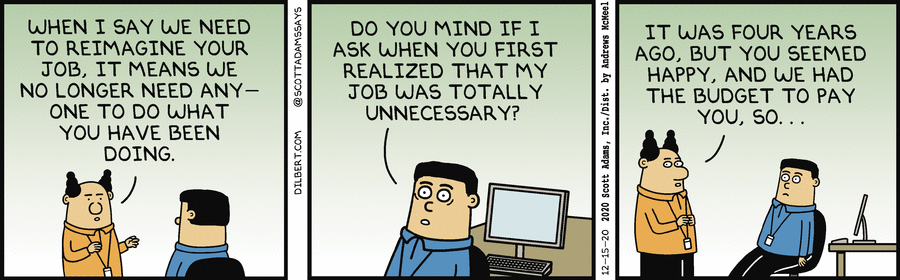 WHEN I SAY WE NEED
TO REIMAGINE YOUR
JOB, IT MEANS WE
NO LONGER NEED ANY—
ONE TO DO WHAT
YOU HAVE BEEN
DOING.
DILBERT.COM @SCOTTADAMSSAYS
DO YOU MIND IF I
ASK WHEN YOU FIRST
REALIZED THAT MY
JOB WAS TOTALLY
UNNECESSARY?
12-15-20 2020 Scott Adams, Inc./Dist. by Andrews McMeel
IT WAS FOUR YEARS
AGO, BUT YOU SEEMED
HAPPY, AND WE HAD
THE BUDGET TO PAY
YOU, SO...